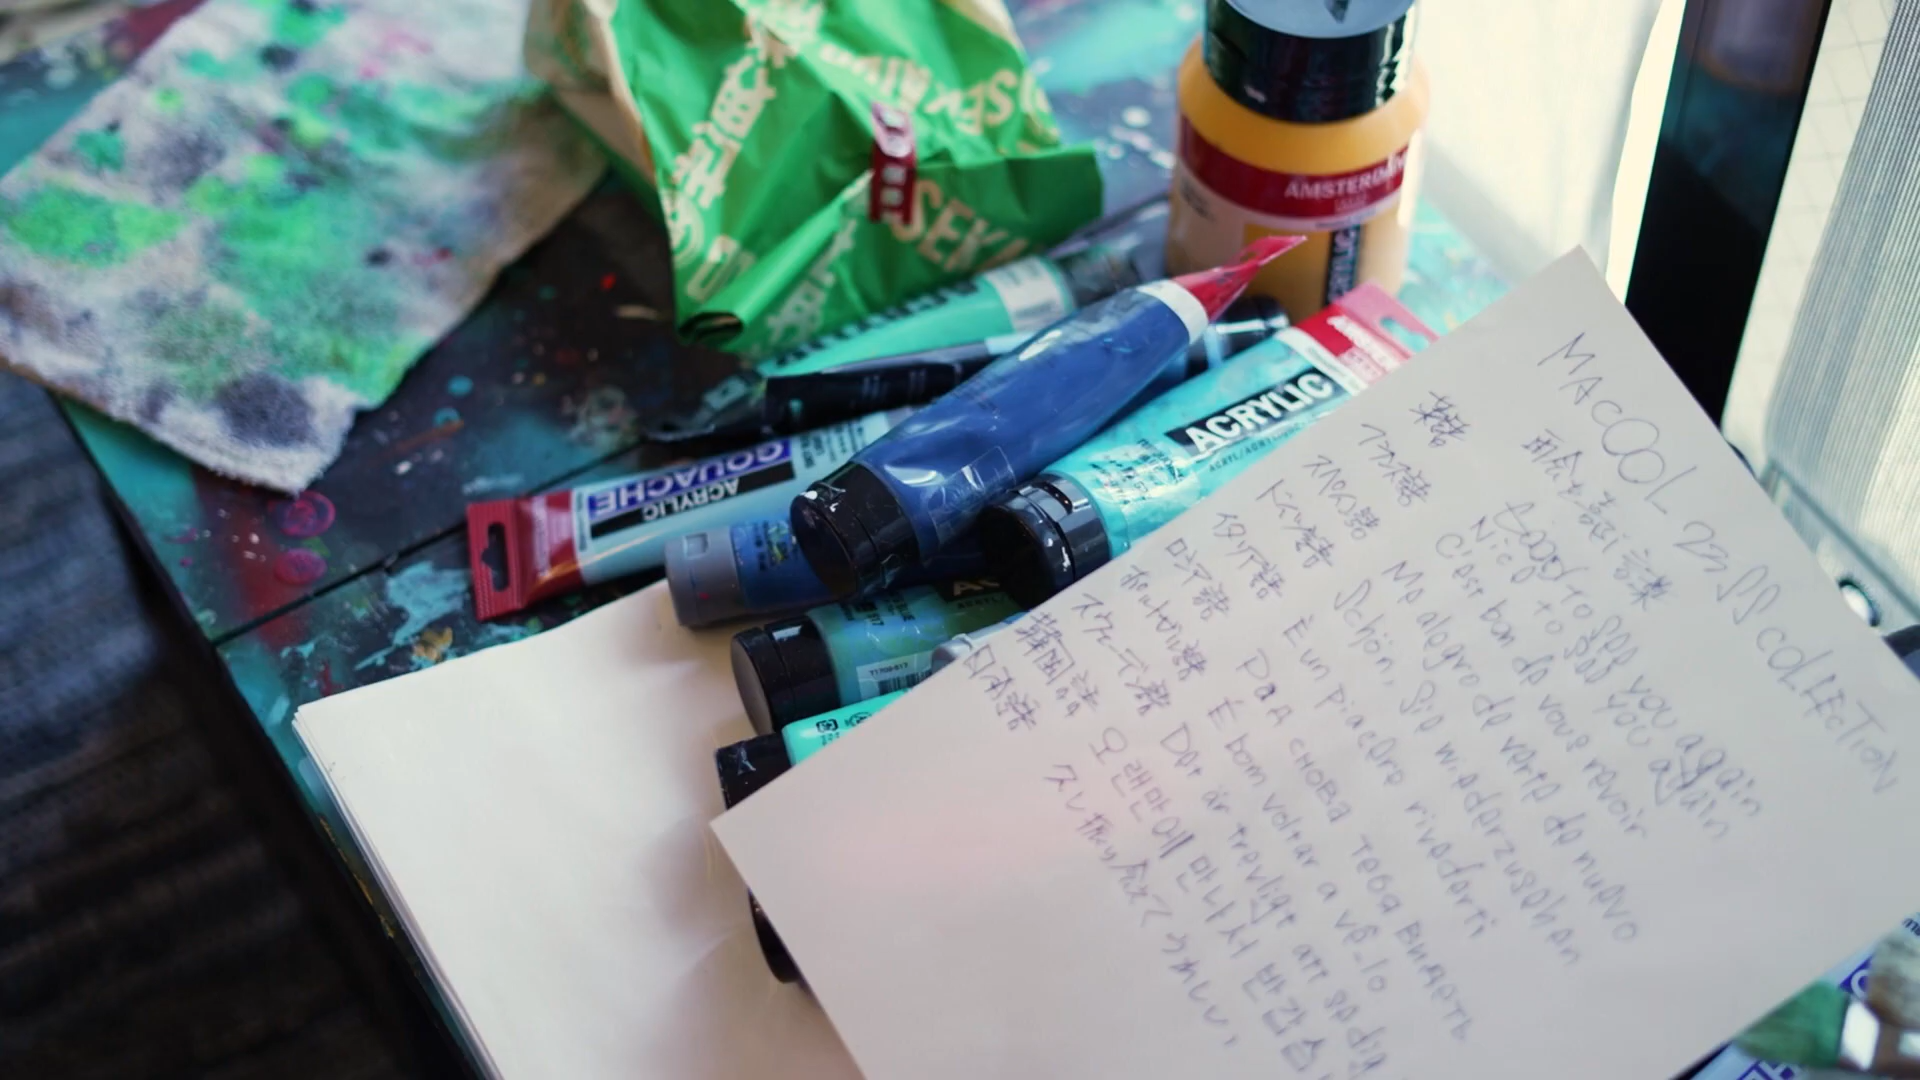 MACOOL 23SS COLLECTION
再会を喜ぶ言葉
Good to see you again
英語 Nice to see you again
フランス語 C'est bon de vous revoir
スペイン語 Me alegro de verte de nuevo
ドイツ語 Schön, Sie wiederzusehen
イタリア語 È un piacere rivederti
ロシア語 Рад снова тебя видеть
ポルトガル語 É bom voltar a vê-lo
スウェーデン語 Det är trevligt att se dig
韓国語 오랜만에 만나서 반갑습
日本語 久し振り会えてうれしい
AMSTERDAM
ACRYLIC
ACRYLIC
GOUACHE
ACRYLIC
SEKI